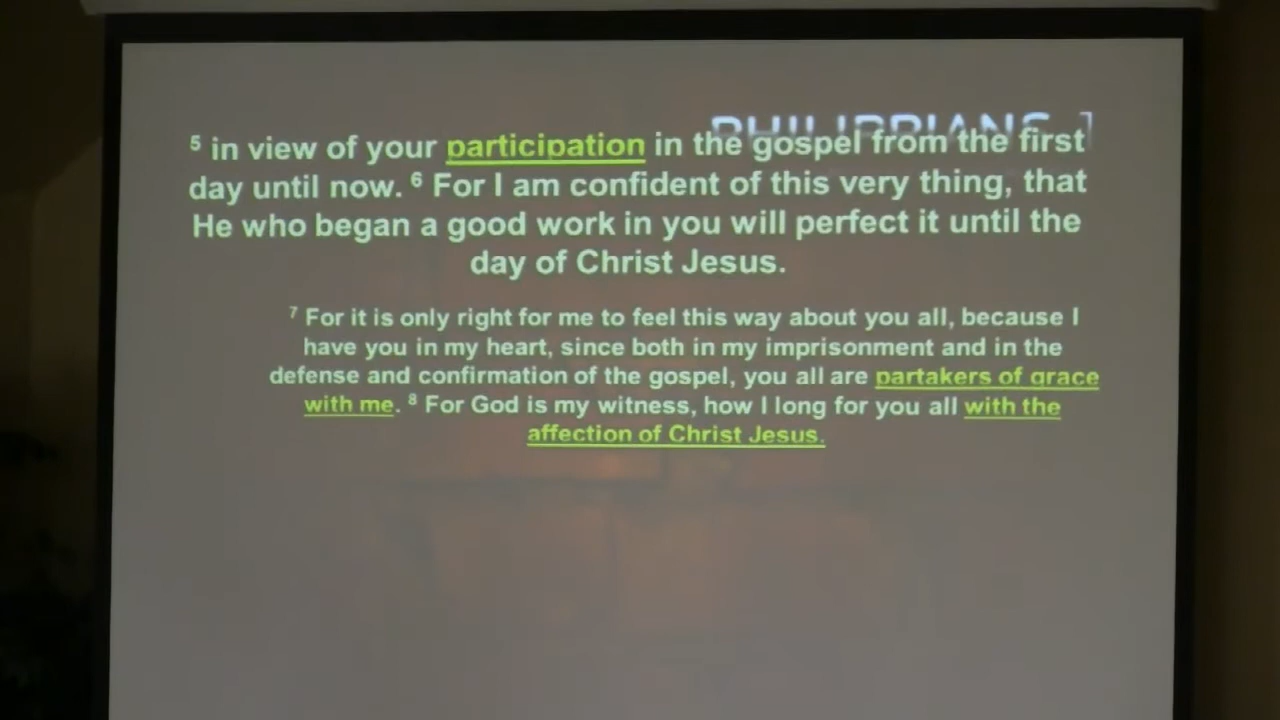 PHILIPPIANS 1
5 in view of your participation in the gospel from the first
day until now. 6 For I am confident of this very thing, that
He who began a good work in you will perfect it until the
day of Christ Jesus.
7 For it is only right for me to feel this way about you all, because I
have you in my heart, since both in my imprisonment and in the
defense and confirmation of the gospel, you all are partakers of grace
with me. 8 For God is my witness, how I long for you all with the
affection of Christ Jesus.